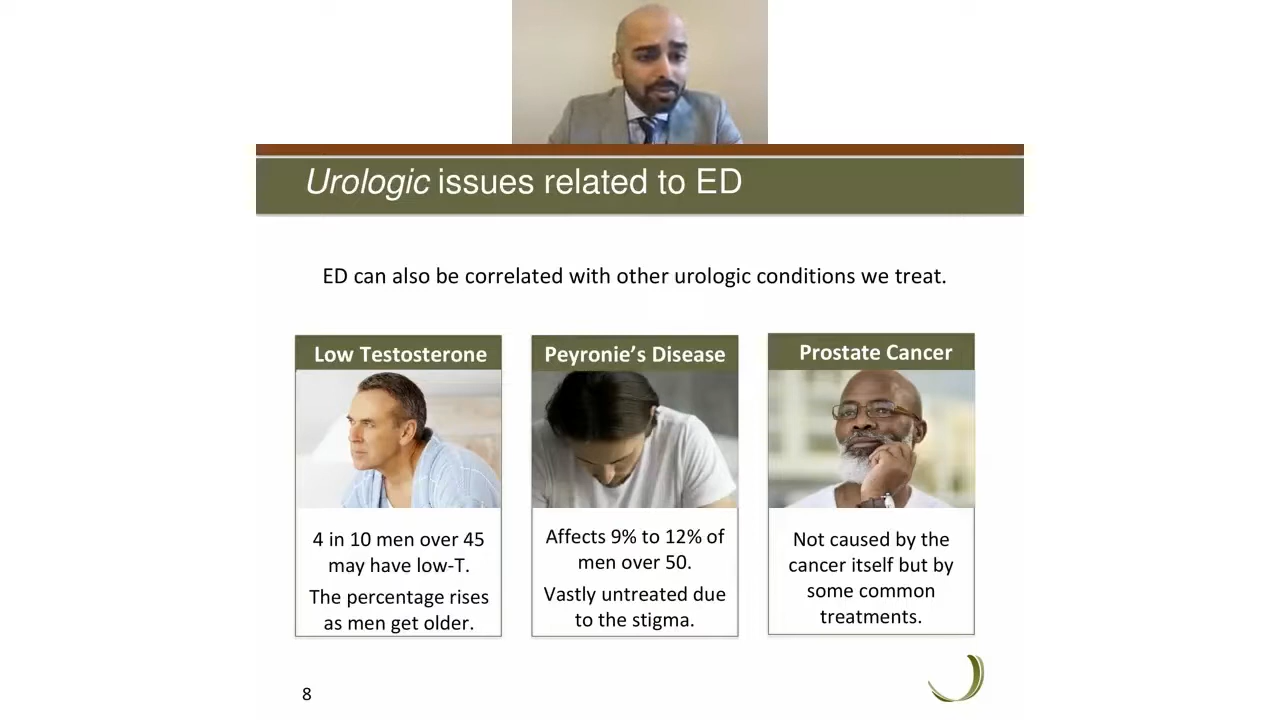 Urologic issues related to ED
ED can also be correlated with other urologic conditions we treat.
Low Testosterone
4 in 10 men over 45
may have low-T.
The percentage rises
as men get older.
Peyronie’s Disease
Affects 9% to 12% of
men over 50.
Vastly untreated due
to the stigma.
Prostate Cancer
Not caused by the
cancer itself but by
some common
treatments.
8